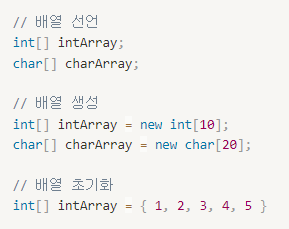 // 배열 선언
int[] intArray;
char[] charArray;

// 배열 생성
int[] intArray = new int[10];
char[] charArray = new char[20];

// 배열 초기화
int[] intArray = { 1, 2, 3, 4, 5 }